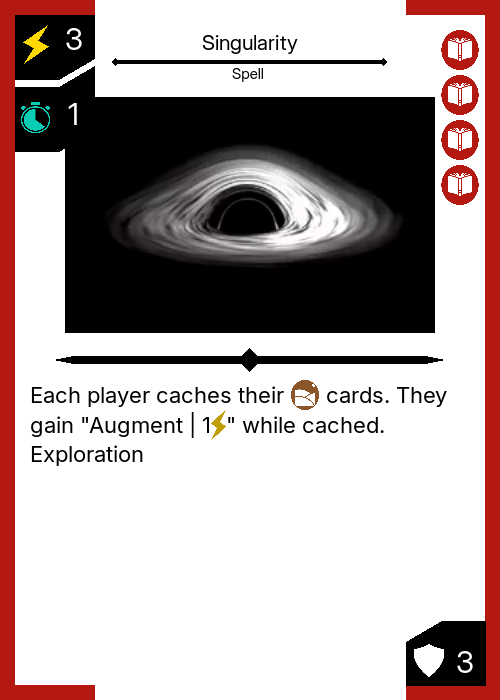 3
Singularity
Spell
1
Each player caches their cards. They
gain "Augment | 1" while cached.
Exploration
3